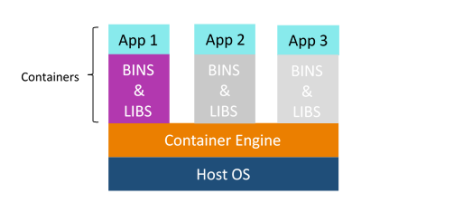 App 1
App 2
App 3
Containers
BINS
&
LIBS
BINS
&
LIBS
BINS
&
LIBS
Container Engine
Host OS